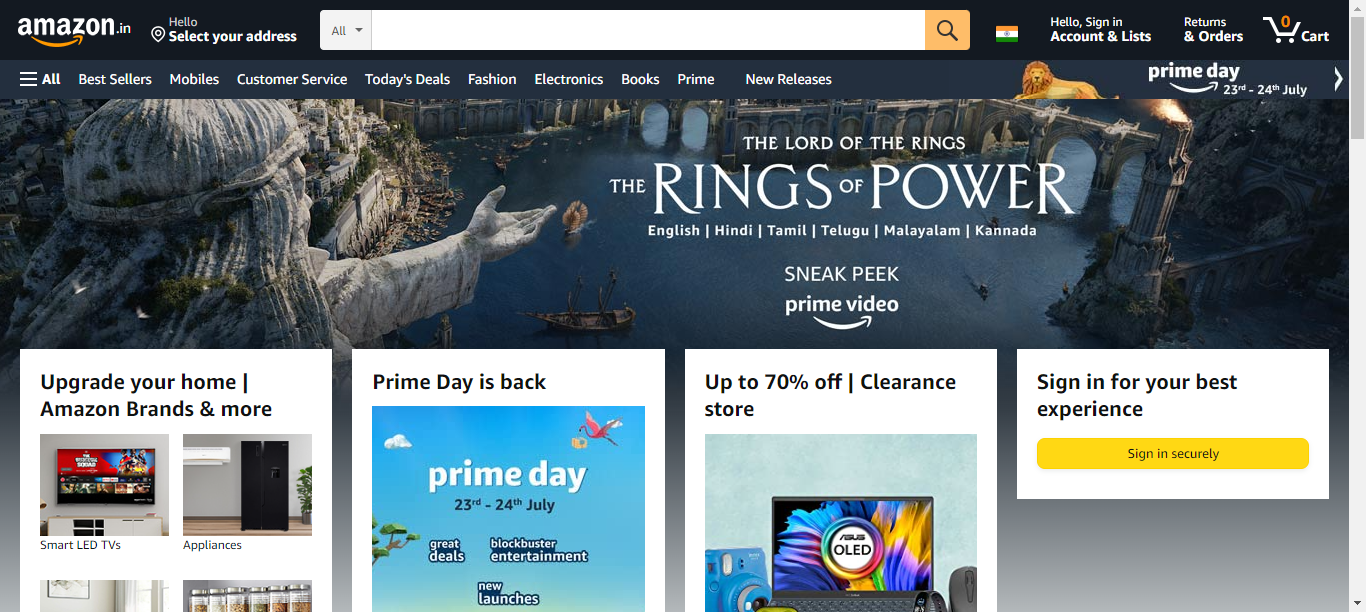 amazon.in
Hello
Select your address
All
Hello, Sign in
Account & Lists
Returns
& Orders
0
Cart
All
Best Sellers
Mobiles
Customer Service
Today's Deals
Fashion
Electronics
Books
Prime
New Releases
prime day
23rd - 24th July
THE LORD OF THE RINGS
THE RINGS OF POWER
English | Hindi | Tamil | Telugu | Malayalam | Kannada
SNEAK PEEK
prime video
Upgrade your home |
Amazon Brands & more
Smart LED TVs
Appliances
Prime Day is back
prime day
23rd - 24th July
great
deals
blockbuster
entertainment
new
launches
Up to 70% off | Clearance
store
ASUS
OLED
Sign in for your best
experience
Sign in securely